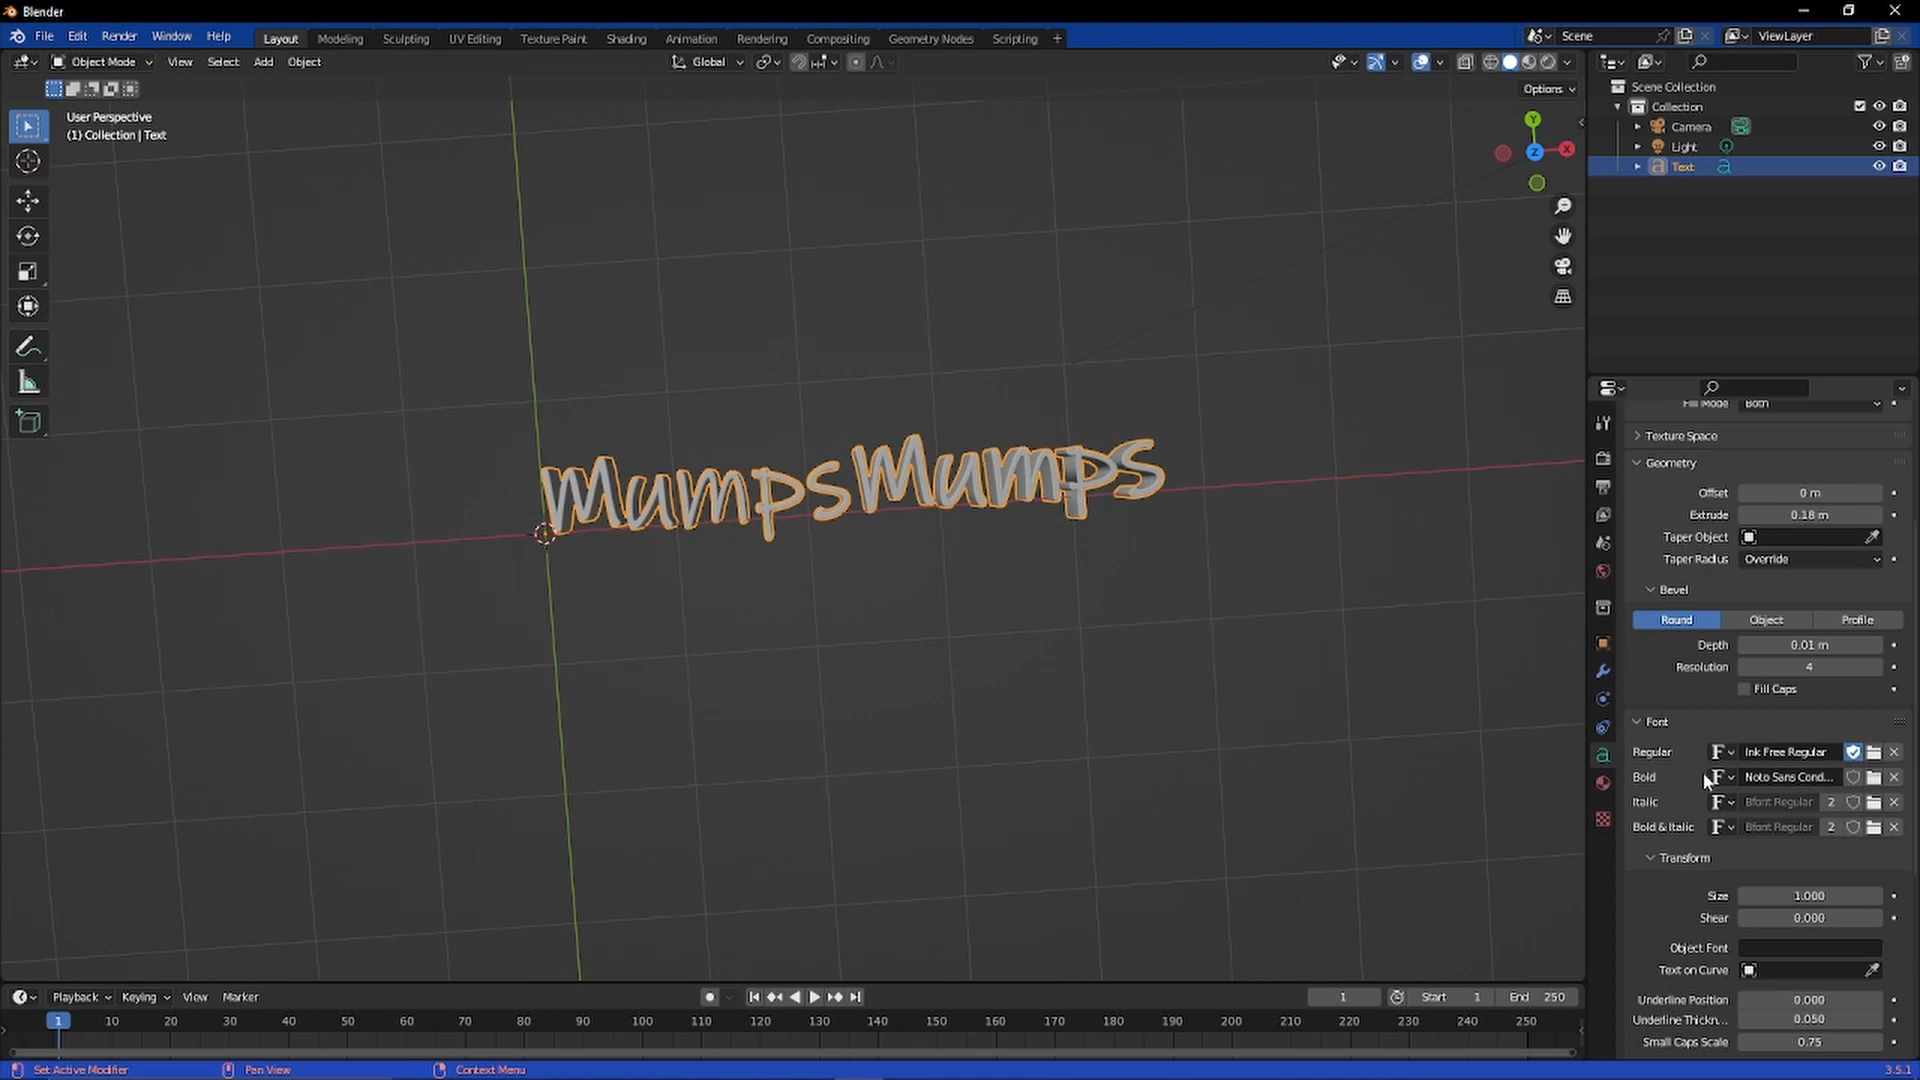 Blender
File Edit Render Window Help
Layout Modeling Sculpting UV Editing Texture Paint Shading Animation Rendering Compositing Geometry Nodes Scripting +
Scene
ViewLayer
Object Mode View Select Add Object
Global
Options
User Perspective
(1) Collection | Text
Y
X
Z
Scene Collection
Collection
Camera
Light
Text
MumpsMumps
Fill Mode Both
Texture Space
Geometry
Offset 0 m
Extrude 0.18 m
Taper Object
Taper Radius Override
Bevel
Round Object Profile
Depth 0.01 m
Resolution 4
Fill Caps
Font
Regular Ink Free Regular
Bold Noto Sans Cond...
Italic Bfont Regular 2
Bold & Italic Bfont Regular 2
Transform
Size 1.000
Shear 0.000
Object Font
Text on Curve
Underline Position 0.000
Underline Thickn... 0.050
Small Caps Scale 0.75
Playback Keying View Marker
1 Start 1 End 250
1 10 20 30 40 50 60 70 80 90 100 110 120 130 140 150 160 170 180 190 200 210 220 230 240 250
Set Active Modifier Pan View Context Menu 3.5.1